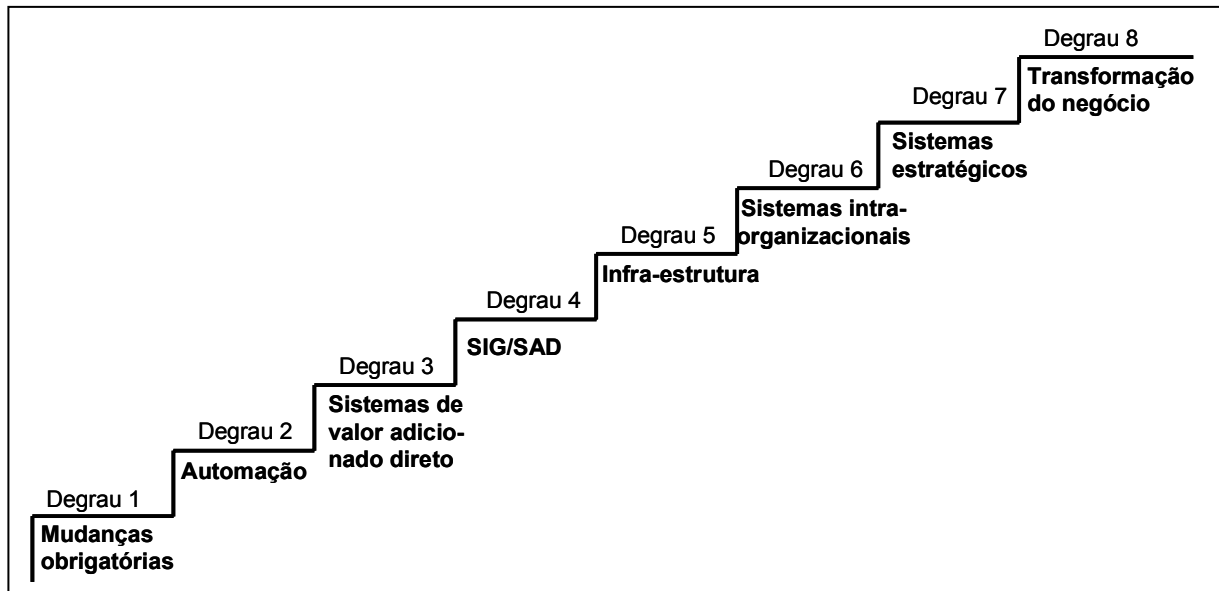 Degrau 1
Mudanças
obrigatórias
Degrau 2
Automação
Degrau 3
Sistemas de
valor adicio-
nado direto
Degrau 4
SIG/SAD
Degrau 5
Infra-estrutura
Degrau 6
Sistemas intra-
organizacionais
Degrau 7
Sistemas
estratégicos
Degrau 8
Transformação
do negócio